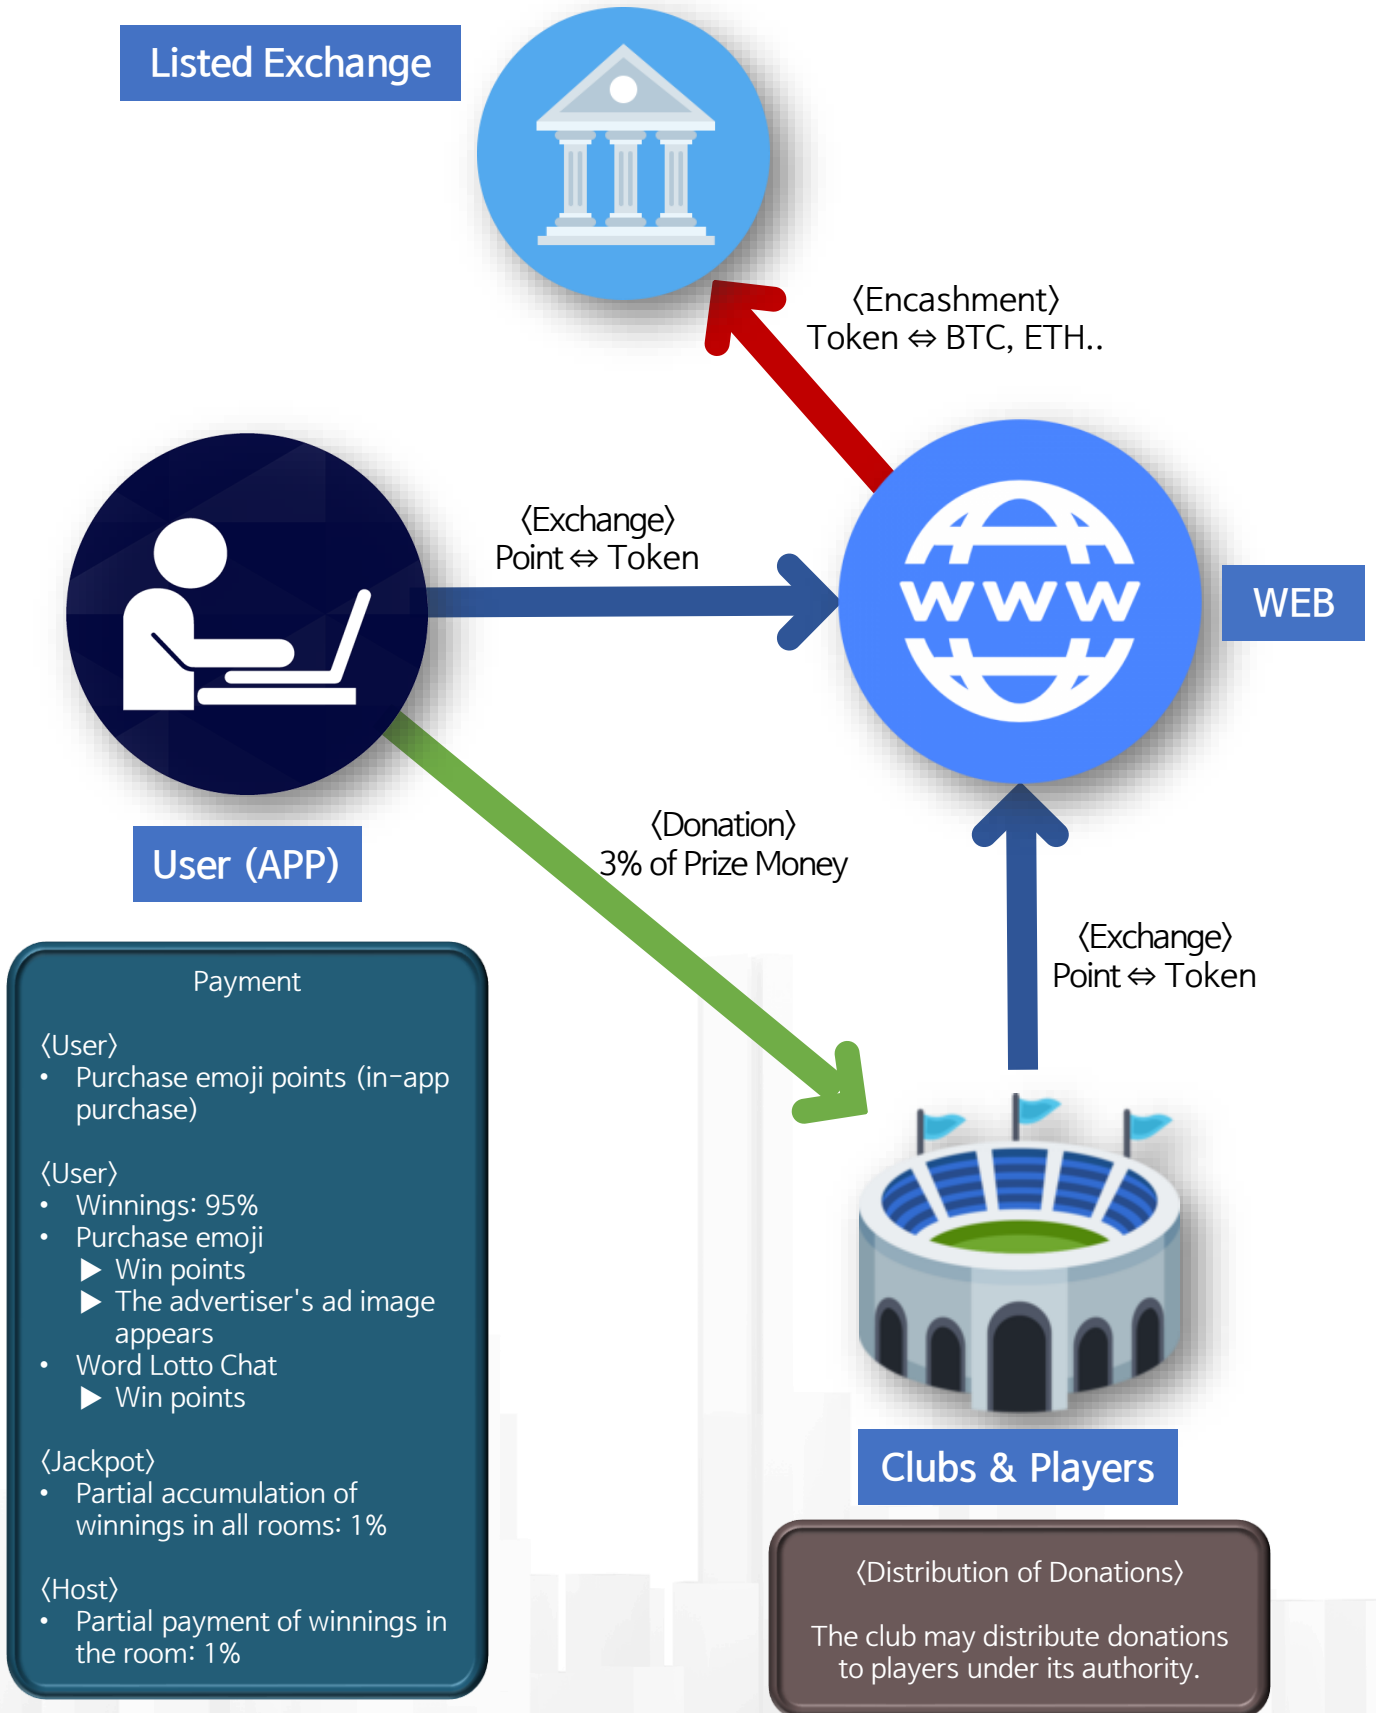 Listed Exchange
〈Encashment〉
Token ⇔ BTC, ETH..
〈Exchange〉
Point ⇔ Token
WWW
WEB
〈Donation〉
3% of Prize Money
User (APP)
〈Exchange〉
Point ⇔ Token
Payment
〈User〉
• Purchase emoji points (in-app
purchase)
〈User〉
• Winnings: 95%
• Purchase emoji
▶ Win points
▶ The advertiser's ad image
appears
• Word Lotto Chat
▶ Win points
〈Jackpot〉
• Partial accumulation of
winnings in all rooms: 1%
〈Host〉
• Partial payment of winnings in
the room: 1%
Clubs & Players
〈Distribution of Donations〉
The club may distribute donations
to players under its authority.